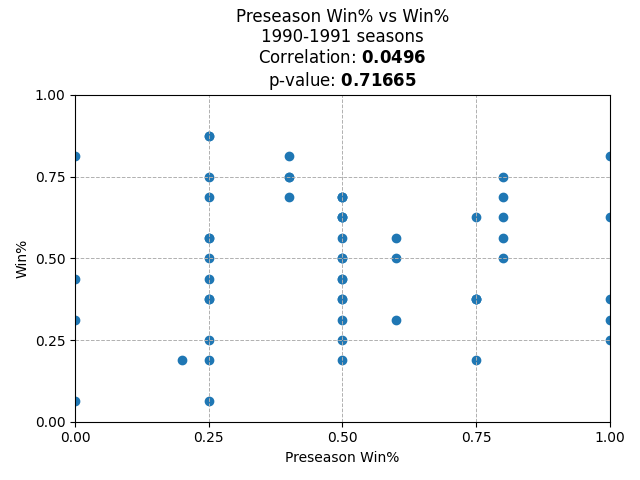 Preseason Win% vs Win%
1990-1991 seasons
Correlation: 0.0496
p-value: 0.71665
1.00
0.75
0.50
0.25
0.00
Win%
0.00 0.25 0.50 0.75 1.00
Preseason Win%